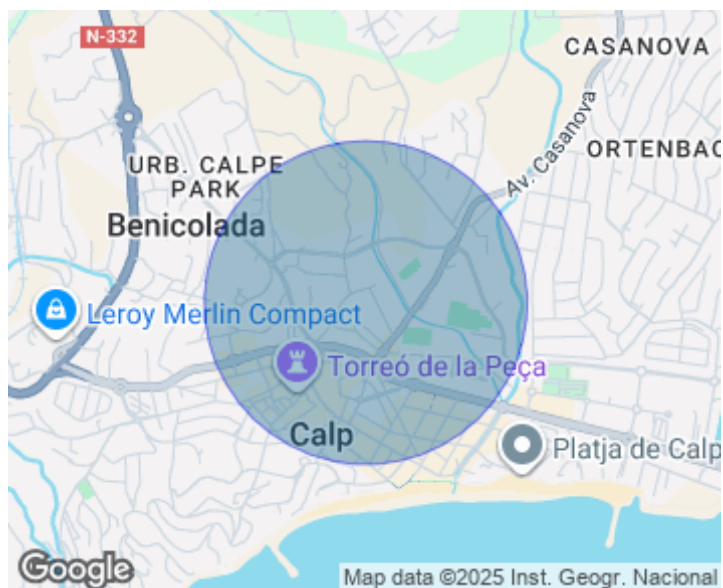 N-332
CASANOVA
ORTENBAC
URB. CALPE
PARK
Av. Casanova
Benicolada
Leroy Merlin Compact
Torreó de la Peça
Calp
Platja de Calp
Google
Map data ©2025 Inst. Geogr. Nacional